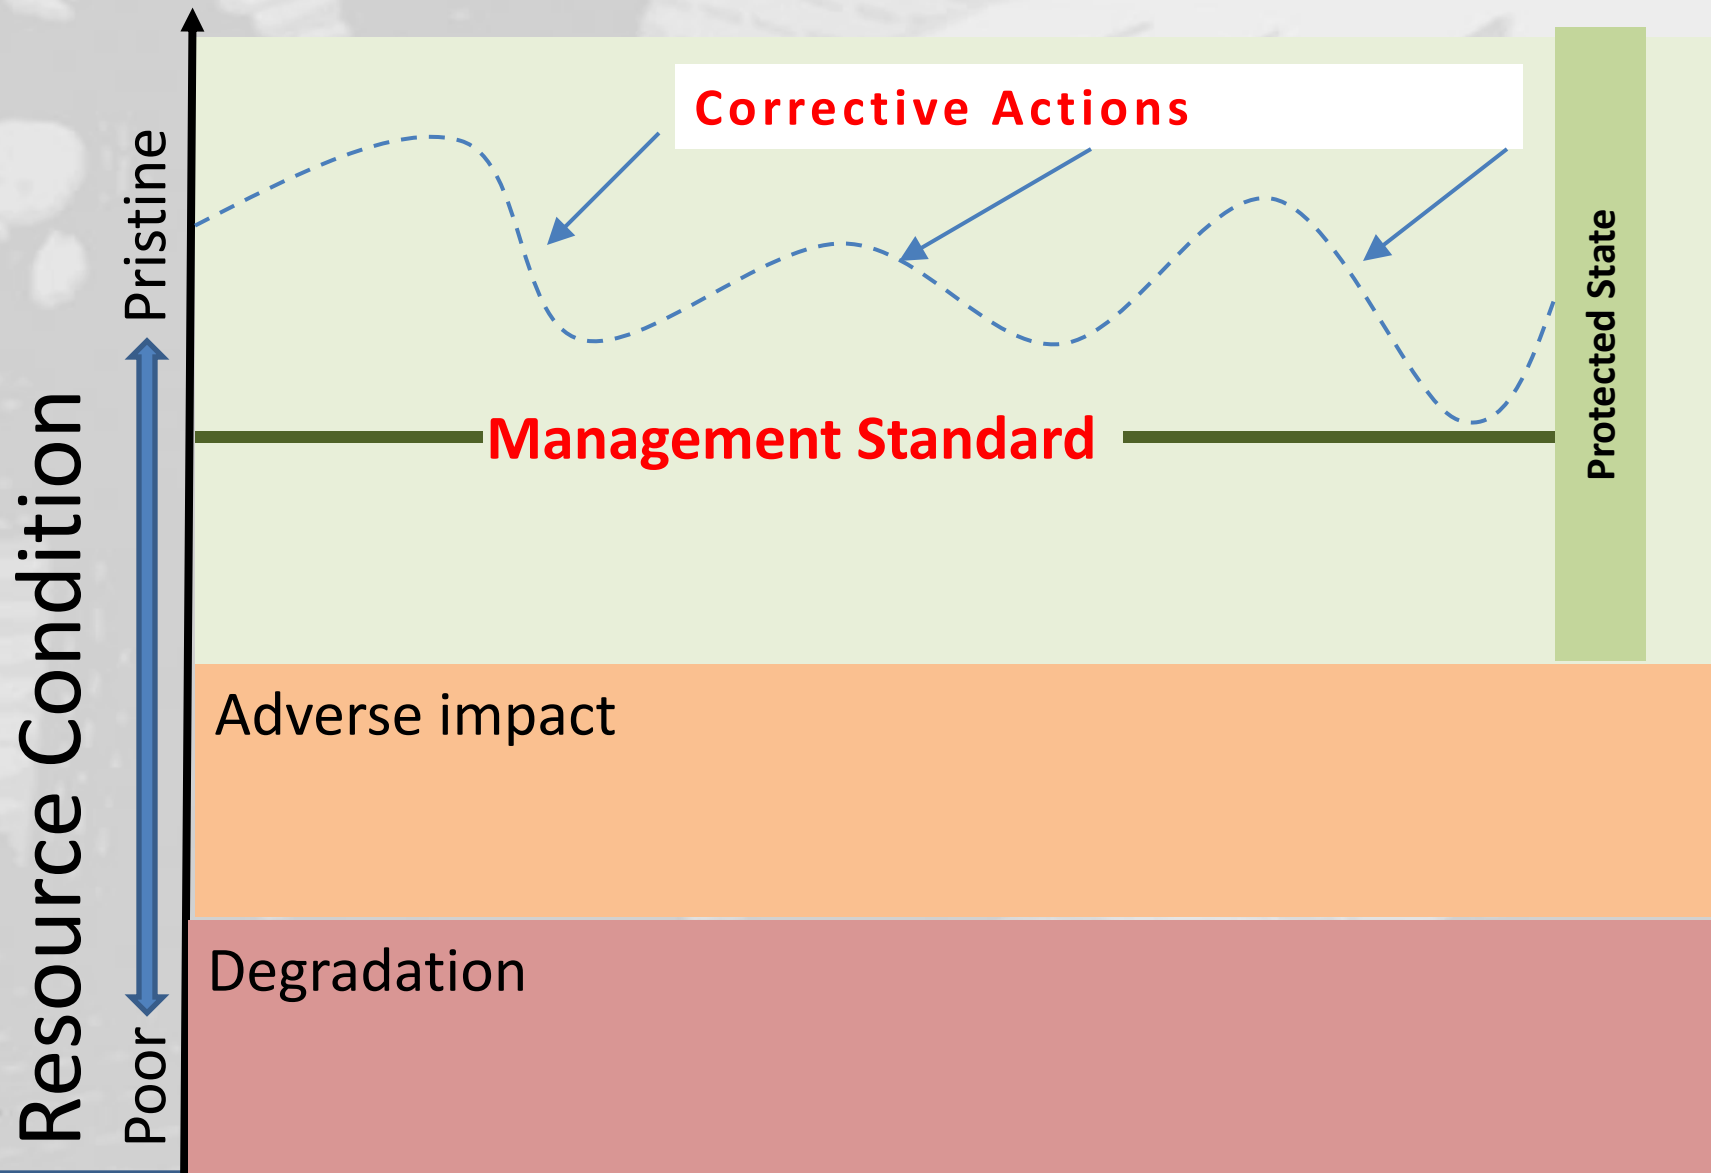 Resource Condition
Pristine
Poor
Corrective Actions
Management Standard
Protected State
Adverse impact
Degradation